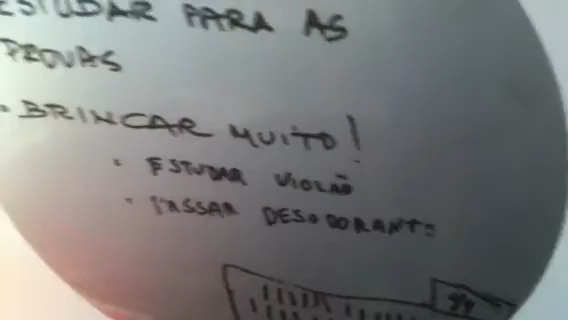 ESTUDAR PARA AS
PROVAS
• BRINCAR MUITO!
• ESTUDAR VIOLÃO
• PASSAR DESODORANTE